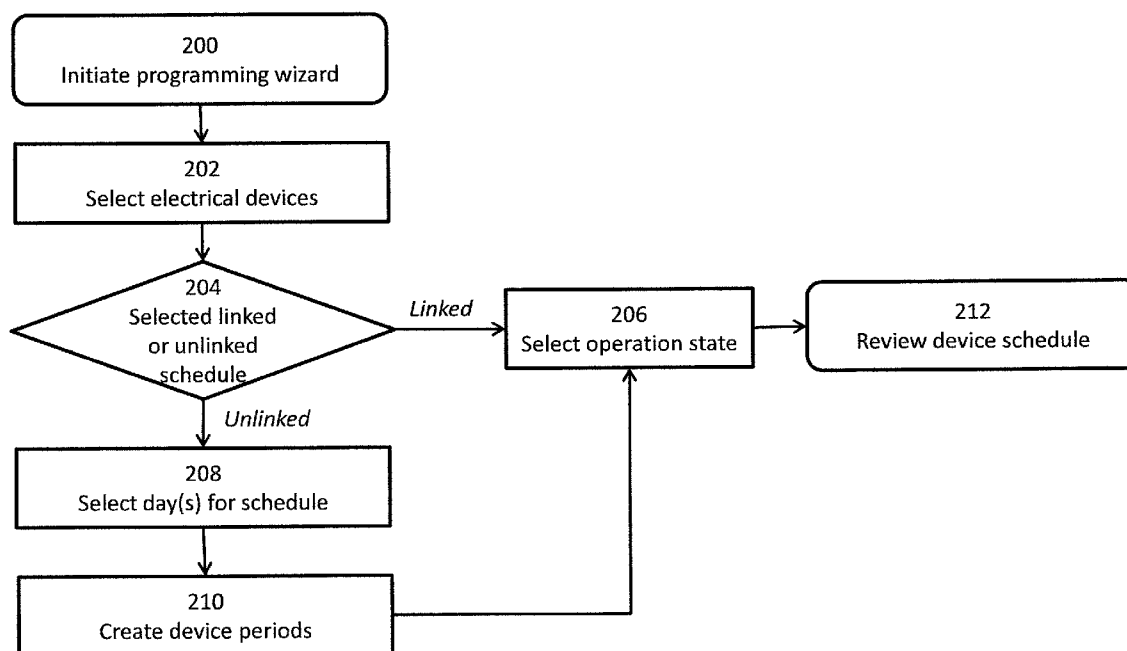 200
Initiate programming wizard
202
Select electrical devices
204
Selected linked
or unlinked
schedule
Linked
206
Select operation state
212
Review device schedule
Unlinked
208
Select day(s) for schedule
210
Create device periods